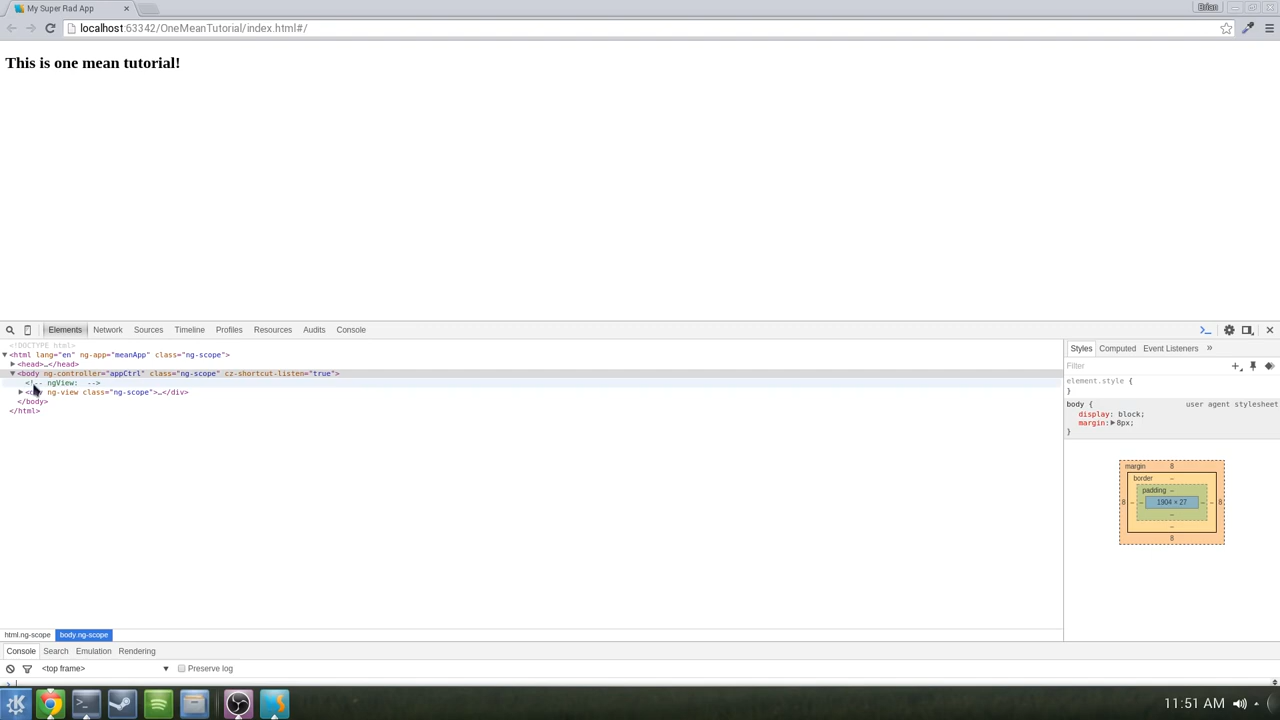 My Super Rad App
Brian
localhost:63342/OneMeanTutorial/index.html#/
This is one mean tutorial!
Elements Network Sources Timeline Profiles Resources Audits Console
<!DOCTYPE html>
<html lang="en" ng-app="meanApp" class="ng-scope">
<head>…</head>
<body ng-controller="appCtrl" class="ng-scope" cz-shortcut-listen="true">
<!-- ngView:  -->
ng-view class="ng-scope">…</div>
</body>
</html>
Styles Computed Event Listeners »
Filter
element.style {
}
body { user agent stylesheet
display: block;
margin: 8px;
}
margin 8
border –
padding –
8 – – 1904 × 27 – – 8
–
–
8
html.ng-scope body.ng-scope
Console Search Emulation Rendering
<top frame> Preserve log
11:51 AM